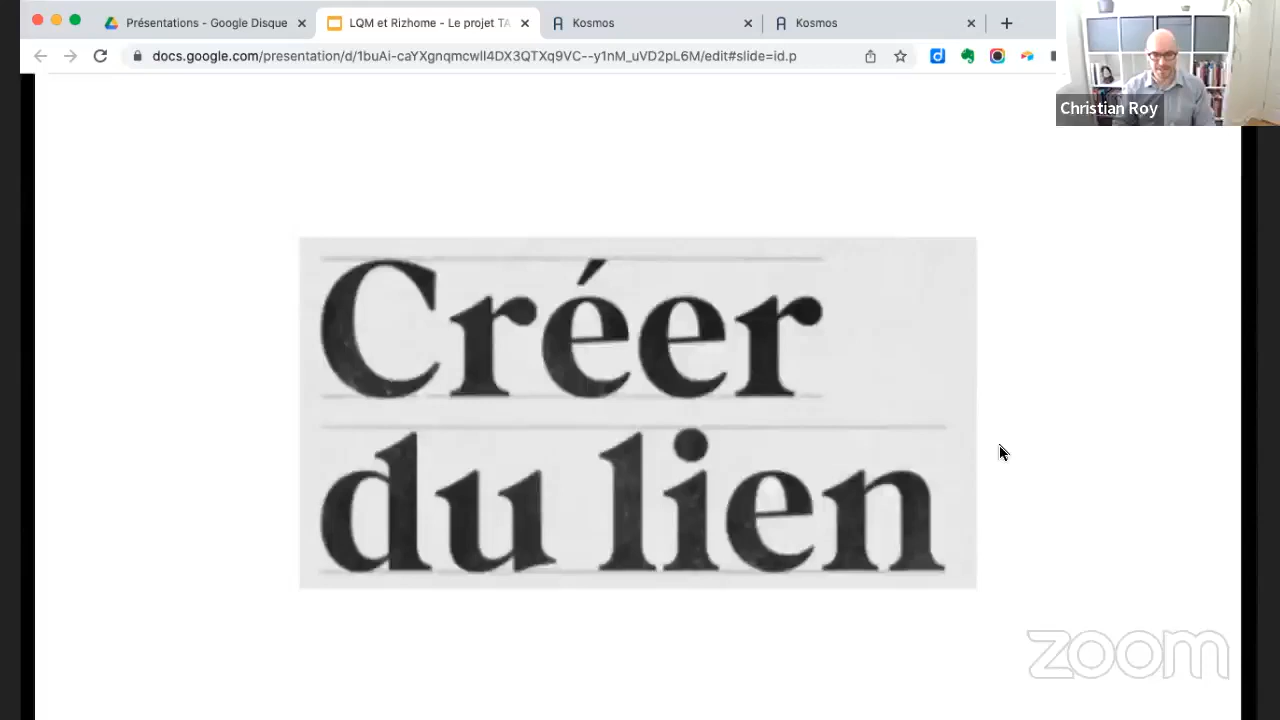 Présentations - Google Disque
LQM et Rizhome - Le projet TA
Kosmos
Kosmos
docs.google.com/presentation/d/1buAi-caYXgnqmqwIl4DX3QTXq9VC--y1nM_uVD2pL6M/edit#slide=id.p
Christian Roy
Créer
du lien
zoom